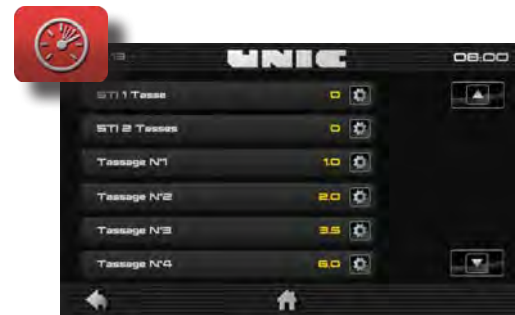 13
UNIC
08:00
STI 1 Tasse
0
STI 2 Tasses
0
Tassage N°1
1.0
Tassage N°2
2.0
Tassage N°3
3.5
Tassage N°4
6.0